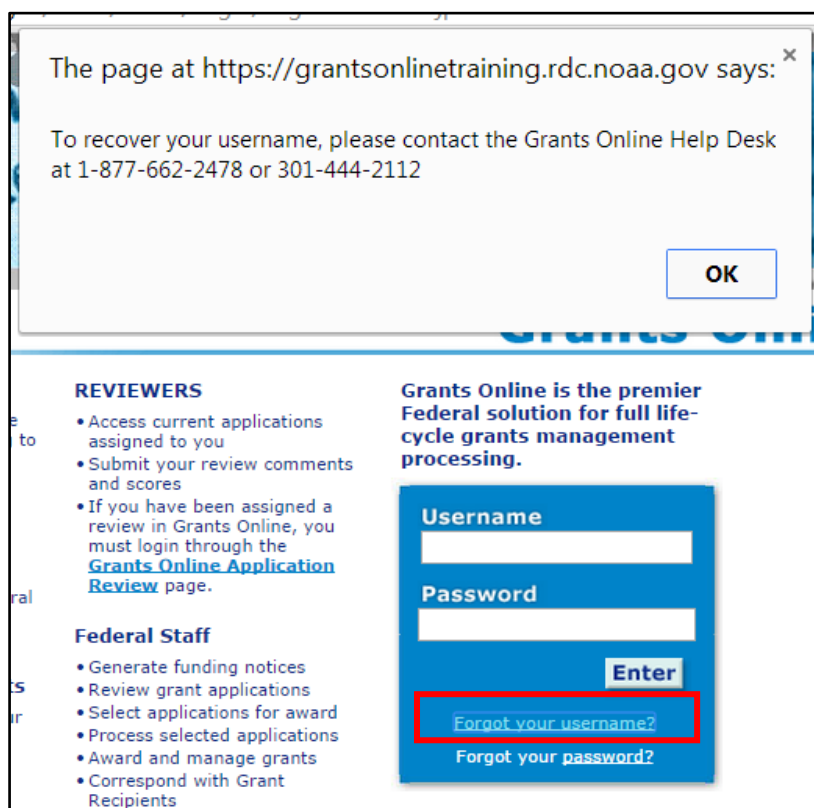 The page at https://grantsonlinetraining.rdc.noaa.gov says:
×
To recover your username, please contact the Grants Online Help Desk
at 1-877-662-2478 or 301-444-2112
OK
to
ral
ur
REVIEWERS
• Access current applications
assigned to you
• Submit your review comments
and scores
• If you have been assigned a
review in Grants Online, you
must login through the
Grants Online Application
Review page.
Federal Staff
• Generate funding notices
• Review grant applications
• Select applications for award
• Process selected applications
• Award and manage grants
• Correspond with Grant
Recipients
Grants Online is the premier
Federal solution for full life-
cycle grants management
processing.
Username
Password
Enter
Forgot your username?
Forgot your password?